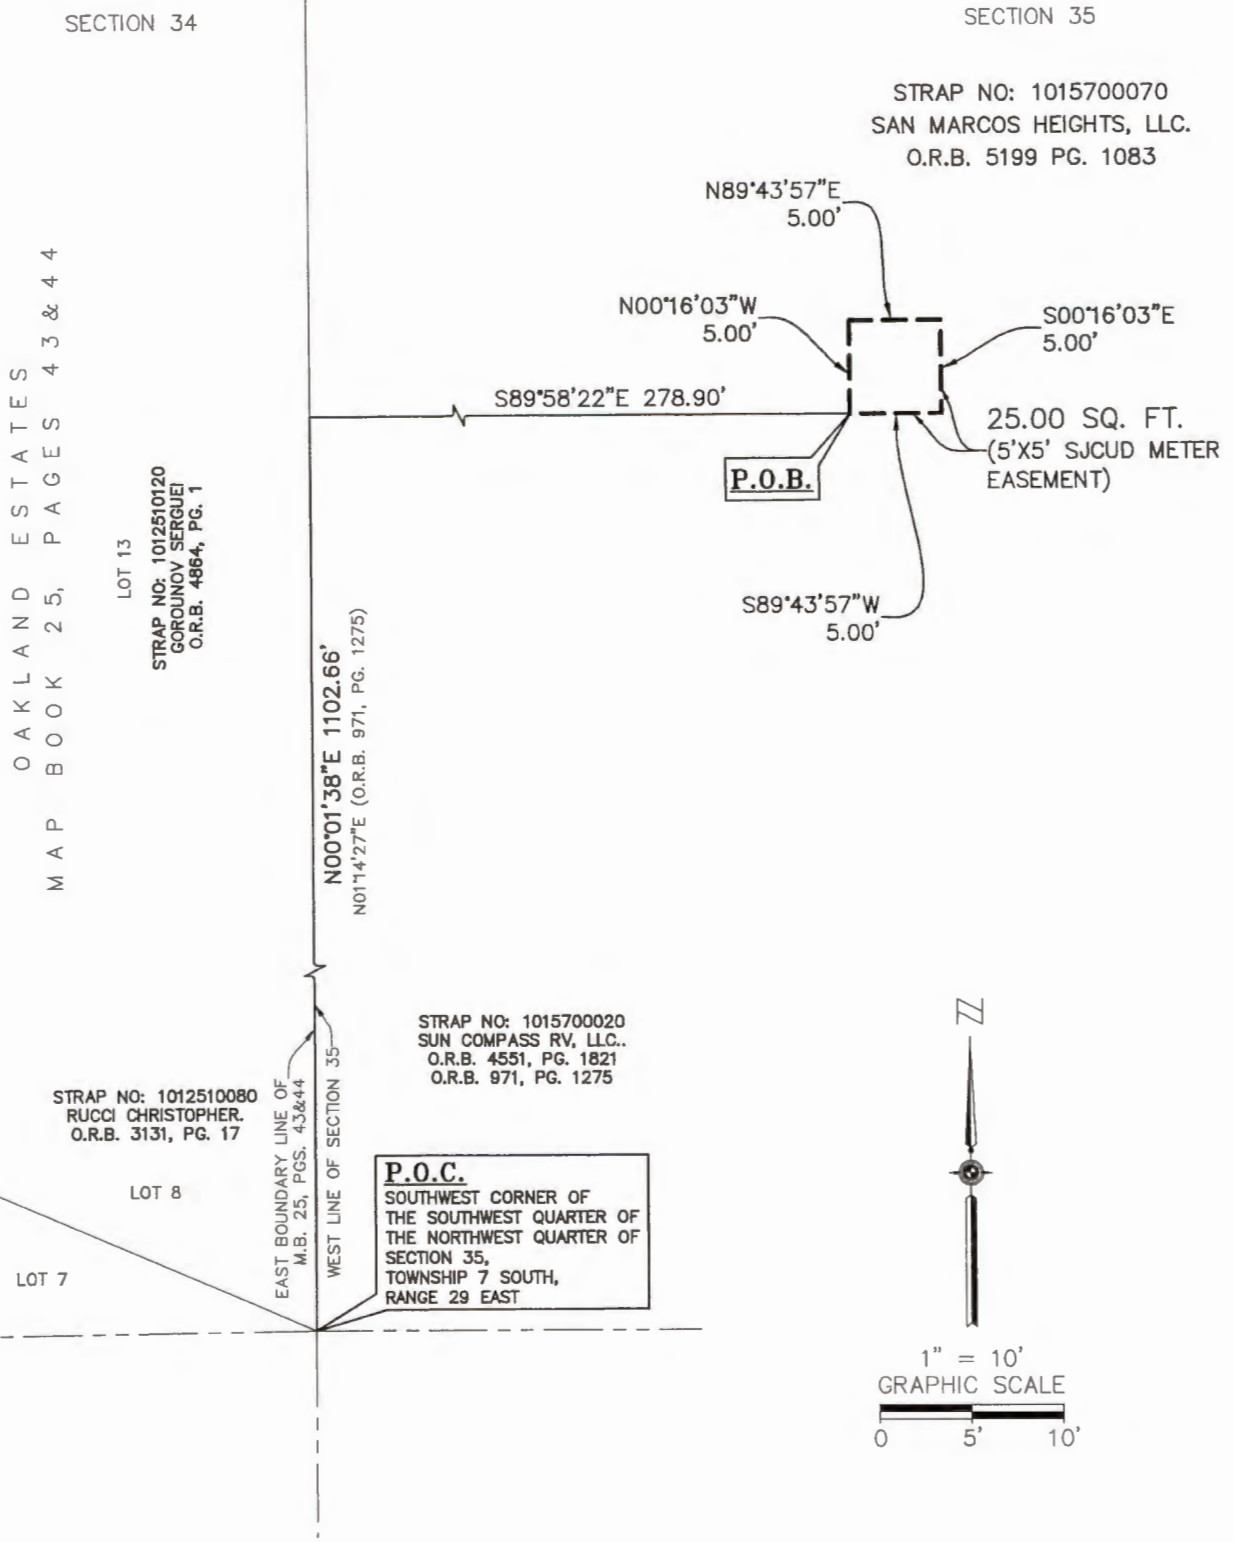 SECTION 34
SECTION 35
STRAP NO: 1015700070
SAN MARCOS HEIGHTS, LLC.
O.R.B. 5199 PG. 1083
N89°43'57"E
5.00'
N00°16'03"W
5.00'
S00°16'03"E
5.00'
S89°58'22"E 278.90'
25.00 SQ. FT.
(5'X5' SJCUD METER
EASEMENT)
P.O.B.
S89°43'57"W
5.00'
OAKLAND ESTATES
MAP BOOK 25, PAGES 43&44
LOT 13
STRAP NO: 1012510120
GOROUNOV SERGUEI
O.R.B. 4864, PG. 1
N00°01'38"E 1102.66'
N01°14'27"E (O.R.B. 971, PG. 1275)
STRAP NO: 1015700020
SUN COMPASS RV, LLC..
O.R.B. 4551, PG. 1821
O.R.B. 971, PG. 1275
STRAP NO: 1012510080
RUCCI CHRISTOPHER.
O.R.B. 3131, PG. 17
EAST BOUNDARY LINE OF
M.B. 25, PGS. 43&44
WEST LINE OF SECTION 35
LOT 8
LOT 7
P.O.C.
SOUTHWEST CORNER OF
THE SOUTHWEST QUARTER OF
THE NORTHWEST QUARTER OF
SECTION 35,
TOWNSHIP 7 SOUTH,
RANGE 29 EAST
N
1" = 10'
GRAPHIC SCALE
0 5' 10'